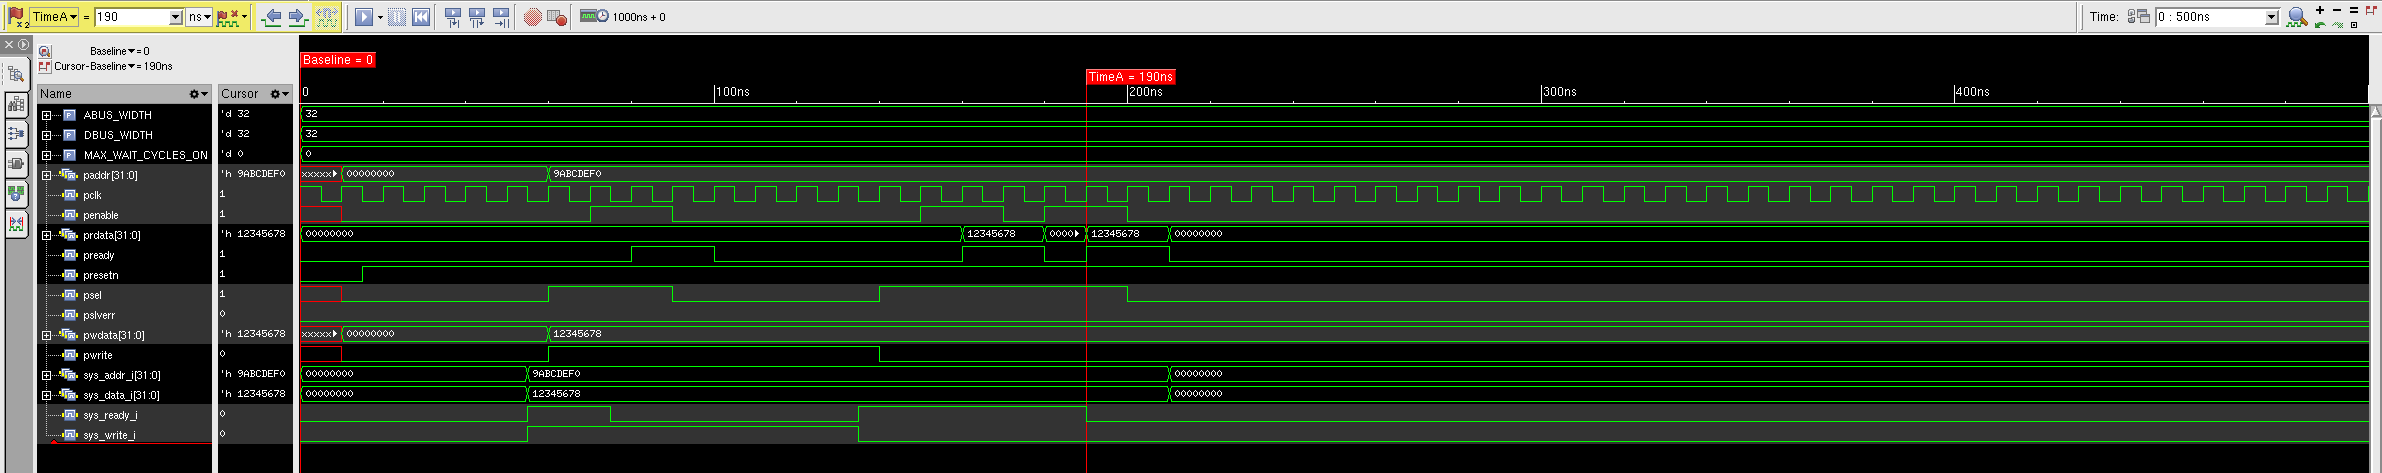 x2 TimeA = 190 ns 1000ns + 0 Time: 0 : 500ns
Baseline = 0
Cursor-Baseline = 190ns
Baseline = 0
TimeA = 190ns
Name Cursor 0 100ns 200ns 300ns 400ns
ABUS_WIDTH 'd 32 32
DBUS_WIDTH 'd 32 32
MAX_WAIT_CYCLES_ON 'd 0 0
paddr[31:0] 'h 9ABCDEF0 xxxxx 00000000 9ABCDEF0
pclk 1
penable 1
prdata[31:0] 'h 12345678 00000000 12345678 0000 12345678 00000000
pready 1
presetn 1
psel 1
pslverr 0
pwdata[31:0] 'h 12345678 xxxxx 00000000 12345678
pwrite 0
sys_addr_i[31:0] 'h 9ABCDEF0 00000000 9ABCDEF0 00000000
sys_data_i[31:0] 'h 12345678 00000000 12345678 00000000
sys_ready_i 0
sys_write_i 0